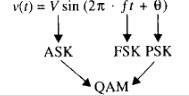 v(t) = V sin (2π · ft + θ)
ASK FSK PSK
QAM